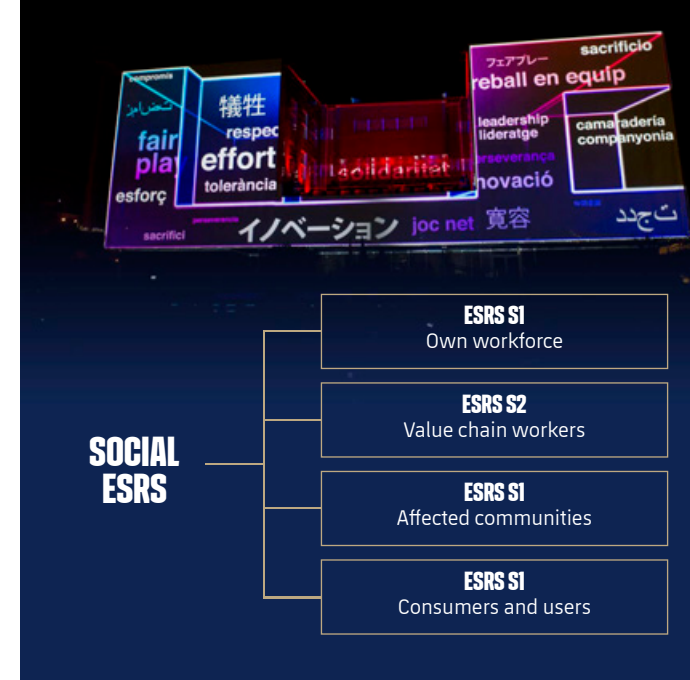 compromís
sacrificio
フェアプレー
reball en equip
犠牲
fair
play
respec
effort
tolerància
esforç
leadership
lideratge
camaradería
companyonia
perseverança
solidaritat
novació
sacrifici
イノベーション
joc net
寛容
SOCIAL
ESRS
ESRS S1
Own workforce
ESRS S2
Value chain workers
ESRS S1
Affected communities
ESRS S1
Consumers and users